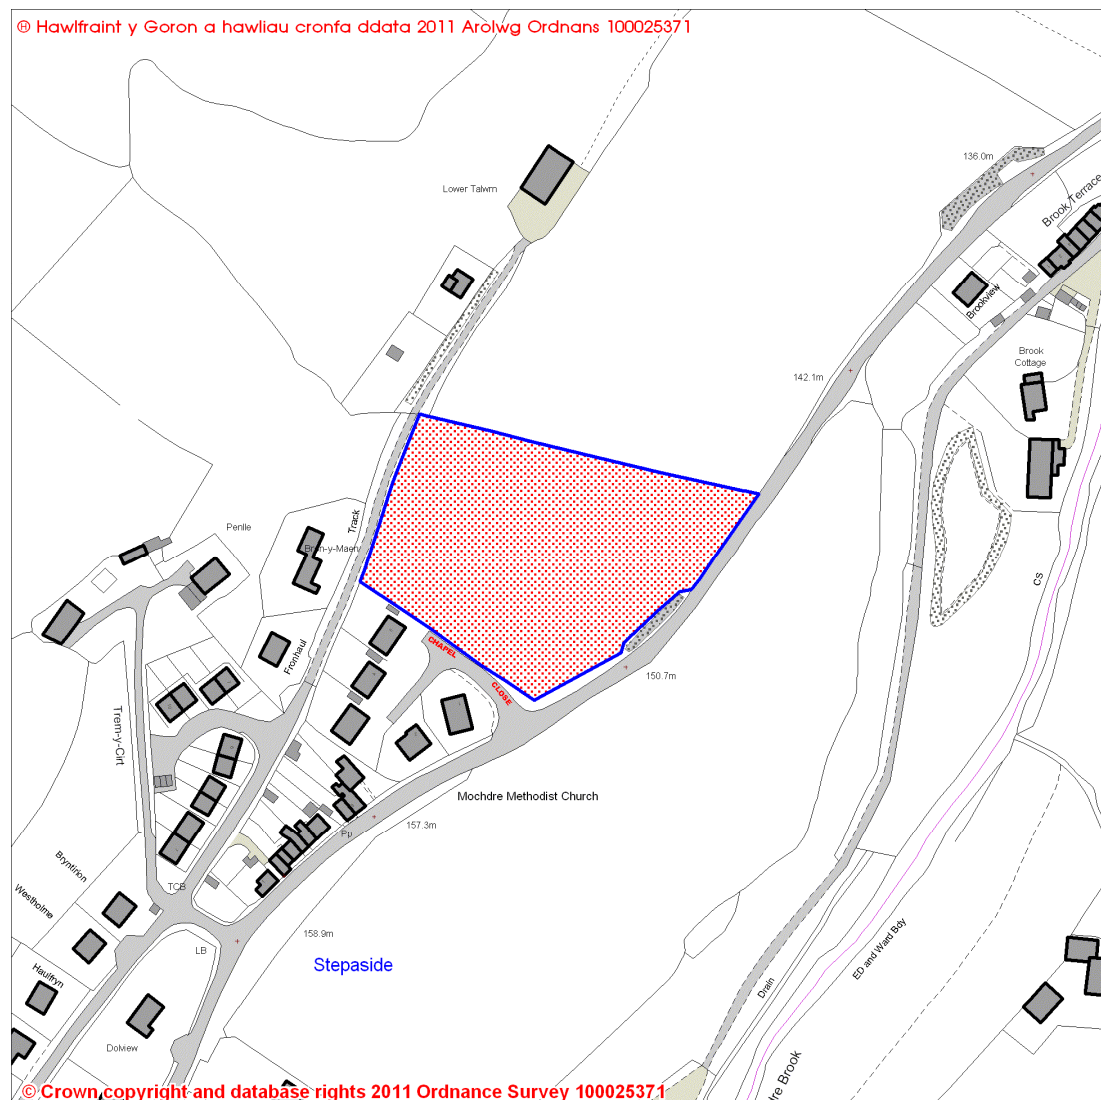 ® Hawlfraint y Goron a hawliau cronfa ddata 2011 Arolwg Ordnans 100025371
136.0m
Lower Talwrn
Brook Terrace
Brookview
Brook
Cottage
142.1m
Penlle
Track
Bryn-y-Maen
cs
Fronhaul
CHAPEL
CLOSE
150.7m
Trem-y-Cirt
Mochdre Methodist Church
157.3m
Bryntirion
TCB
Westholme
158.9m
LB
ED and Ward Bdy
Stepaside
Haulfryn
Drain
Dolview
dre Brook
© Crown copyright and database rights 2011 Ordnance Survey 100025371